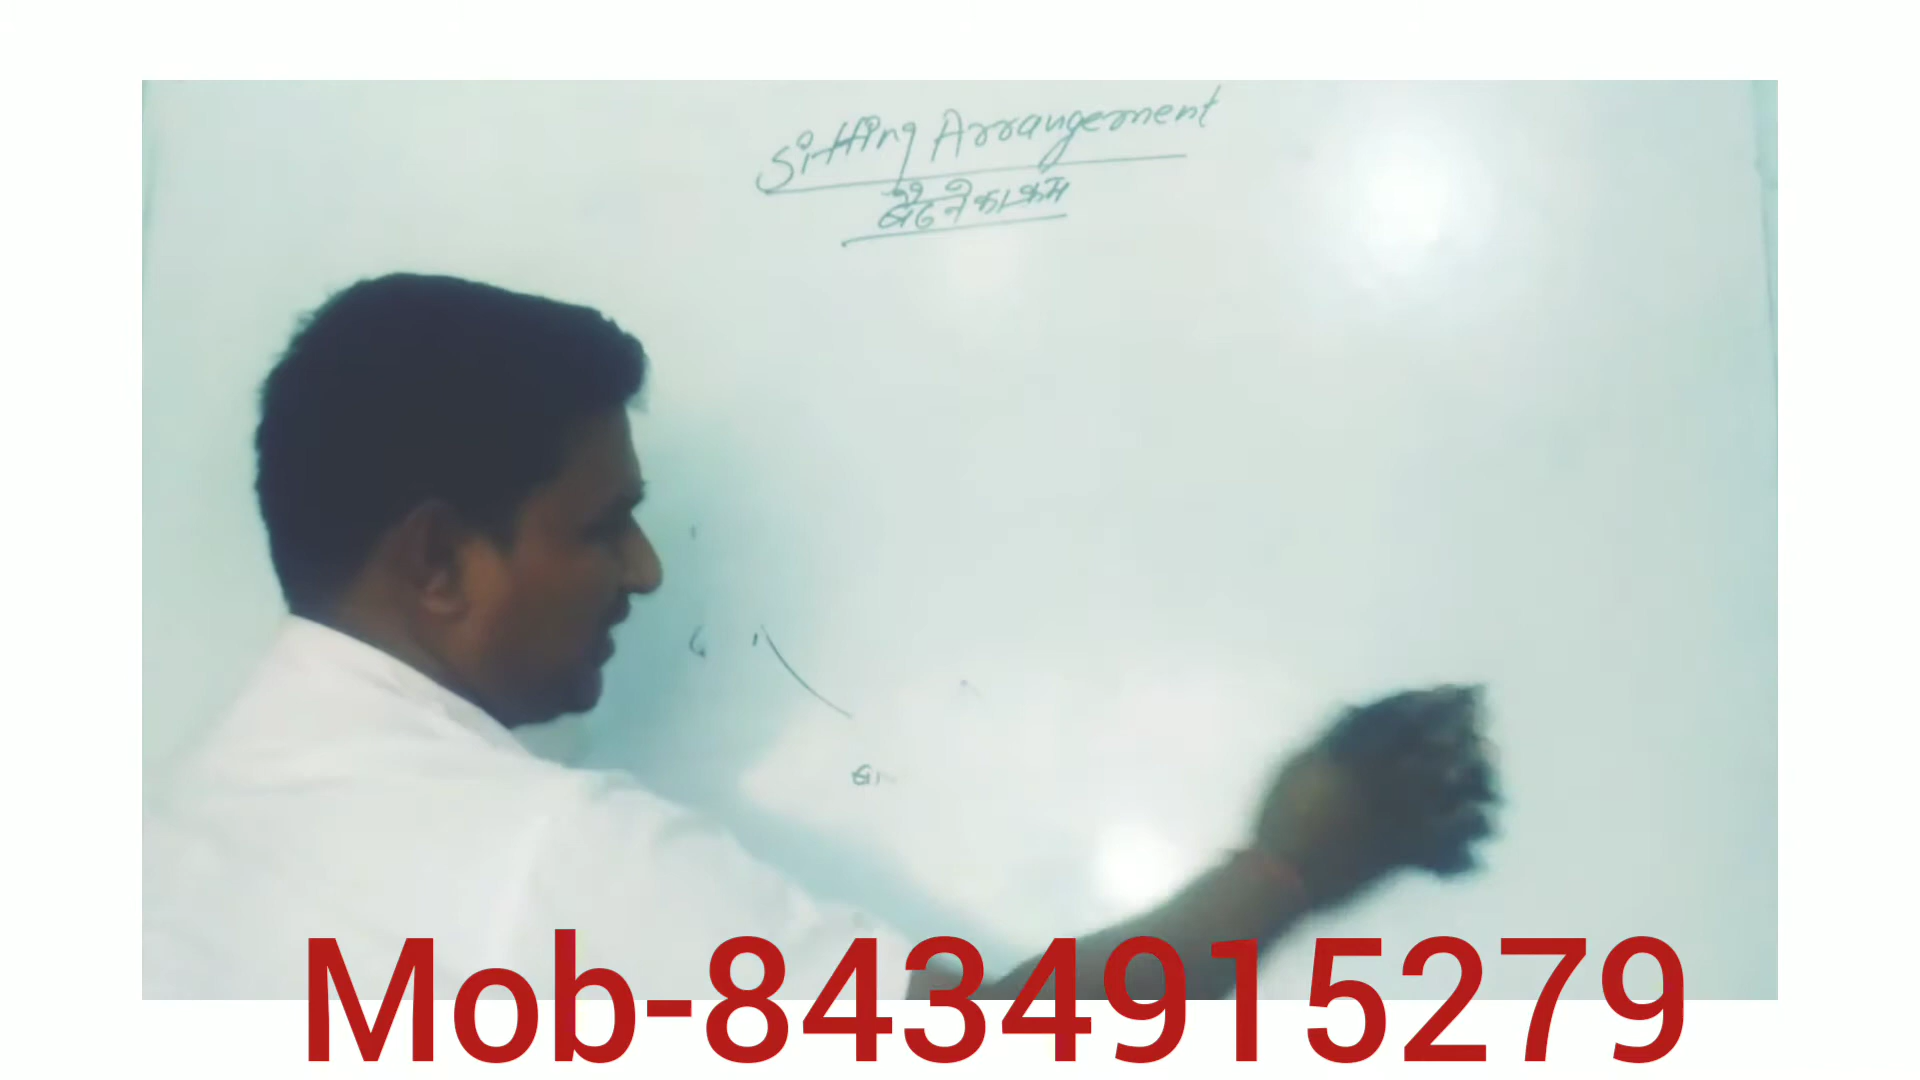 Sitting Arrangement
बैठने का क्रम
बा
Mob-8434915279